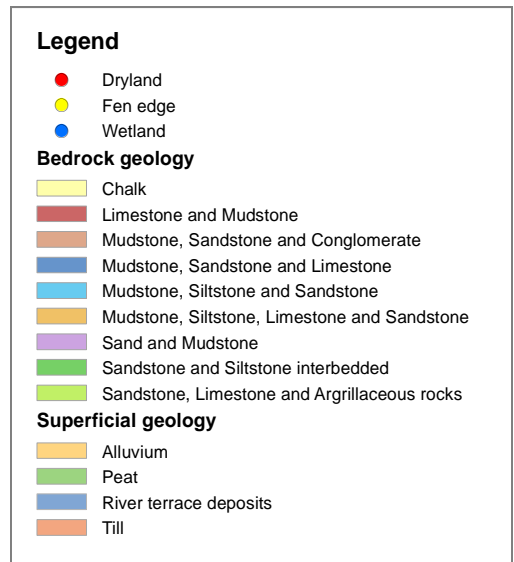 Legend
Dryland
Fen edge
Wetland
Bedrock geology
Chalk
Limestone and Mudstone
Mudstone, Sandstone and Conglomerate
Mudstone, Sandstone and Limestone
Mudstone, Siltstone and Sandstone
Mudstone, Siltstone, Limestone and Sandstone
Sand and Mudstone
Sandstone and Siltstone interbedded
Sandstone, Limestone and Argrillaceous rocks
Superficial geology
Alluvium
Peat
River terrace deposits
Till